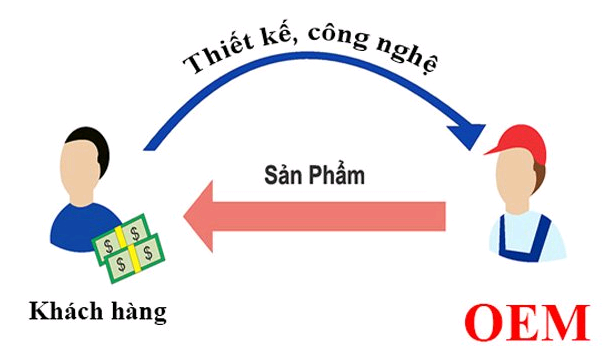 Thiết kế, công nghệ
Sản Phẩm
$ $
$ $
Khách hàng
OEM